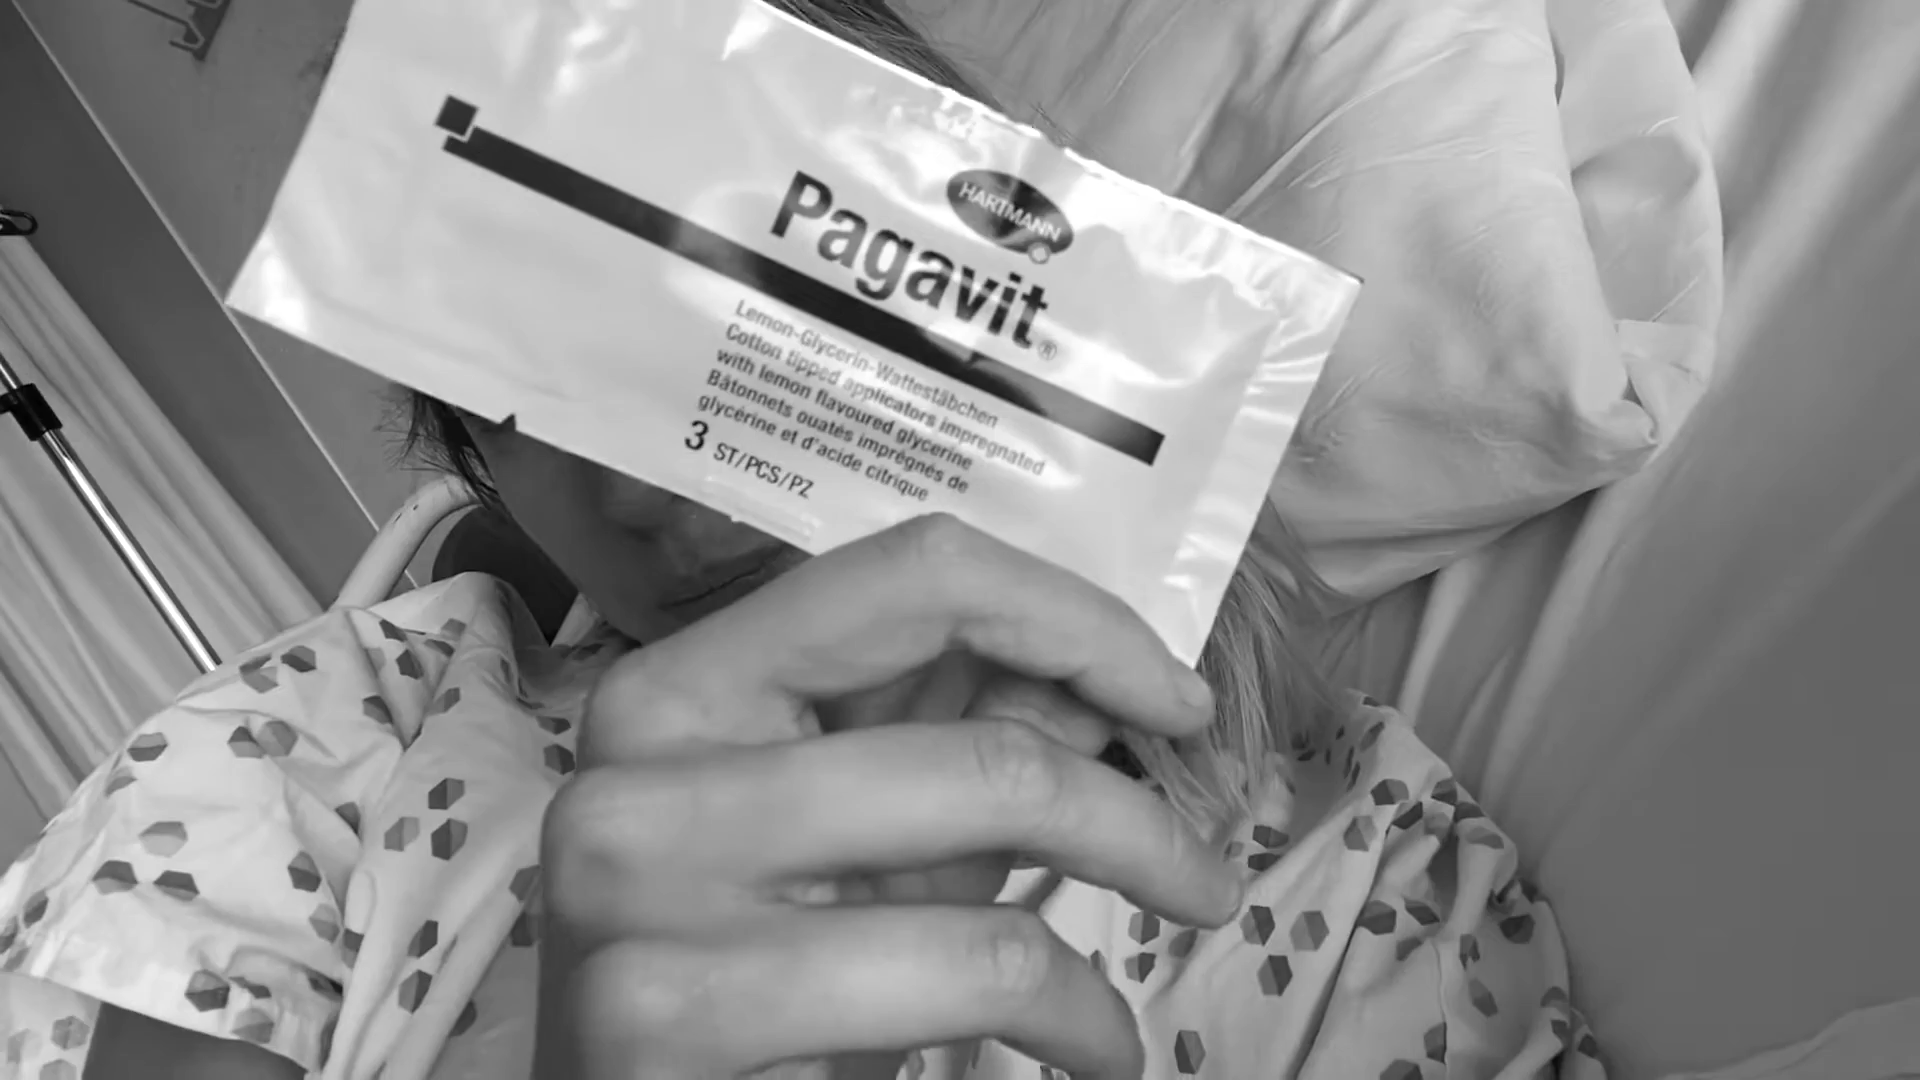 HARTMANN
Pagavit®
Lemon-Glycerin-Wattestäbchen
Cotton tipped applicators impregnated
with lemon flavoured glycerine
Bâtonnets ouatés imprégnés de
glycérine et d'acide citrique
3 ST/PCS/PZ